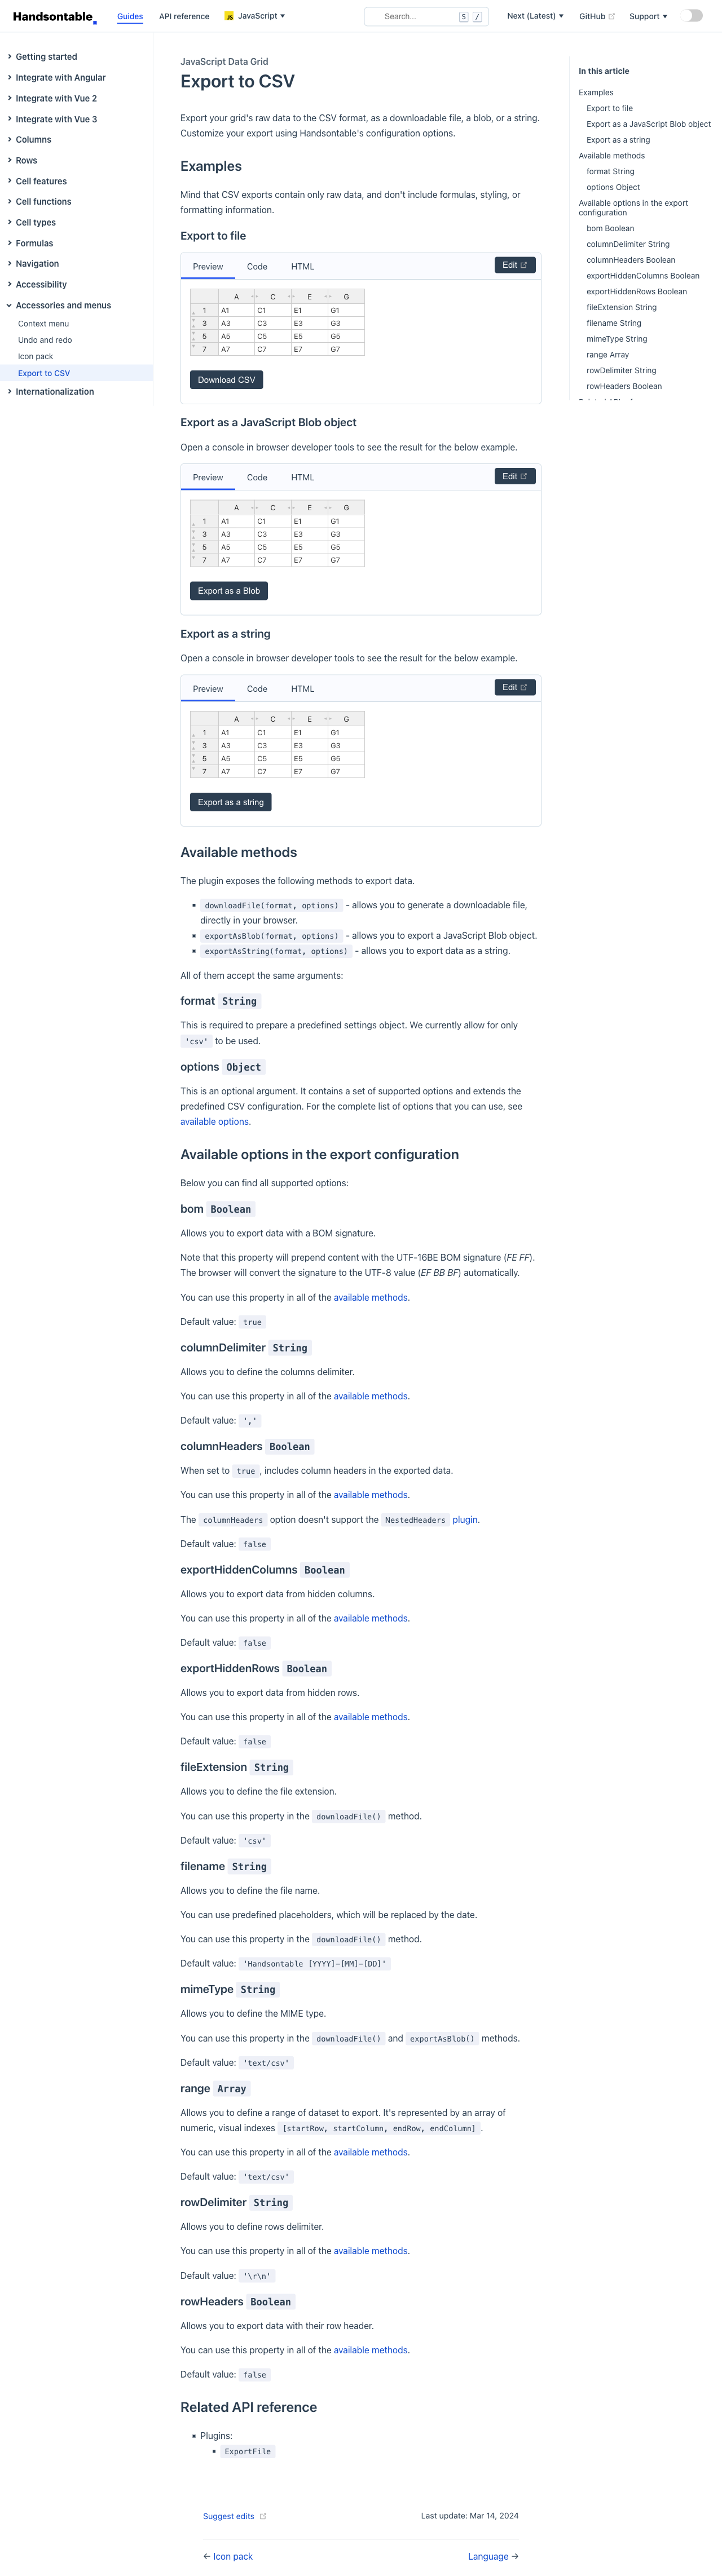 Handsontable
Guides
API reference
JavaScript
Search...
S
/
Next (Latest)
GitHub
Support
Getting started
Integrate with Angular
Integrate with Vue 2
Integrate with Vue 3
Columns
Rows
Cell features
Cell functions
Cell types
Formulas
Navigation
Accessibility
Accessories and menus
Context menu
Undo and redo
Icon pack
Export to CSV
Internationalization
JavaScript Data Grid
Export to CSV
Export your grid's raw data to the CSV format, as a downloadable file, a blob, or a string.
Customize your export using Handsontable's configuration options.
Examples
Mind that CSV exports contain only raw data, and don't include formulas, styling, or
formatting information.
Export to file
Preview Code HTML Edit
A C E G
1 A1 C1 E1 G1
3 A3 C3 E3 G3
5 A5 C5 E5 G5
7 A7 C7 E7 G7
Download CSV
Export as a JavaScript Blob object
Open a console in browser developer tools to see the result for the below example.
Preview Code HTML Edit
A C E G
1 A1 C1 E1 G1
3 A3 C3 E3 G3
5 A5 C5 E5 G5
7 A7 C7 E7 G7
Export as a Blob
Export as a string
Open a console in browser developer tools to see the result for the below example.
Preview Code HTML Edit
A C E G
1 A1 C1 E1 G1
3 A3 C3 E3 G3
5 A5 C5 E5 G5
7 A7 C7 E7 G7
Export as a string
Available methods
The plugin exposes the following methods to export data.
downloadFile(format, options) - allows you to generate a downloadable file,
directly in your browser.
exportAsBlob(format, options) - allows you to export a JavaScript Blob object.
exportAsString(format, options) - allows you to export data as a string.
All of them accept the same arguments:
format String
This is required to prepare a predefined settings object. We currently allow for only
'csv' to be used.
options Object
This is an optional argument. It contains a set of supported options and extends the
predefined CSV configuration. For the complete list of options that you can use, see
available options.
Available options in the export configuration
Below you can find all supported options:
bom Boolean
Allows you to export data with a BOM signature.
Note that this property will prepend content with the UTF-16BE BOM signature (FE FF).
The browser will convert the signature to the UTF-8 value (EF BB BF) automatically.
You can use this property in all of the available methods.
Default value: true
columnDelimiter String
Allows you to define the columns delimiter.
You can use this property in all of the available methods.
Default value: ','
columnHeaders Boolean
When set to true, includes column headers in the exported data.
You can use this property in all of the available methods.
The columnHeaders option doesn't support the NestedHeaders plugin.
Default value: false
exportHiddenColumns Boolean
Allows you to export data from hidden columns.
You can use this property in all of the available methods.
Default value: false
exportHiddenRows Boolean
Allows you to export data from hidden rows.
You can use this property in all of the available methods.
Default value: false
fileExtension String
Allows you to define the file extension.
You can use this property in the downloadFile() method.
Default value: 'csv'
filename String
Allows you to define the file name.
You can use predefined placeholders, which will be replaced by the date.
You can use this property in the downloadFile() method.
Default value: 'Handsontable [YYYY]-[MM]-[DD]'
mimeType String
Allows you to define the MIME type.
You can use this property in the downloadFile() and exportAsBlob() methods.
Default value: 'text/csv'
range Array
Allows you to define a range of dataset to export. It's represented by an array of
numeric, visual indexes [startRow, startColumn, endRow, endColumn].
You can use this property in all of the available methods.
Default value: 'text/csv'
rowDelimiter String
Allows you to define rows delimiter.
You can use this property in all of the available methods.
Default value: '\r\n'
rowHeaders Boolean
Allows you to export data with their row header.
You can use this property in all of the available methods.
Default value: false
Related API reference
Plugins:
ExportFile
Suggest edits
Last update: Mar 14, 2024
← Icon pack
Language →
In this article
Examples
Export to file
Export as a JavaScript Blob object
Export as a string
Available methods
format String
options Object
Available options in the export
configuration
bom Boolean
columnDelimiter String
columnHeaders Boolean
exportHiddenColumns Boolean
exportHiddenRows Boolean
fileExtension String
filename String
mimeType String
range Array
rowDelimiter String
rowHeaders Boolean